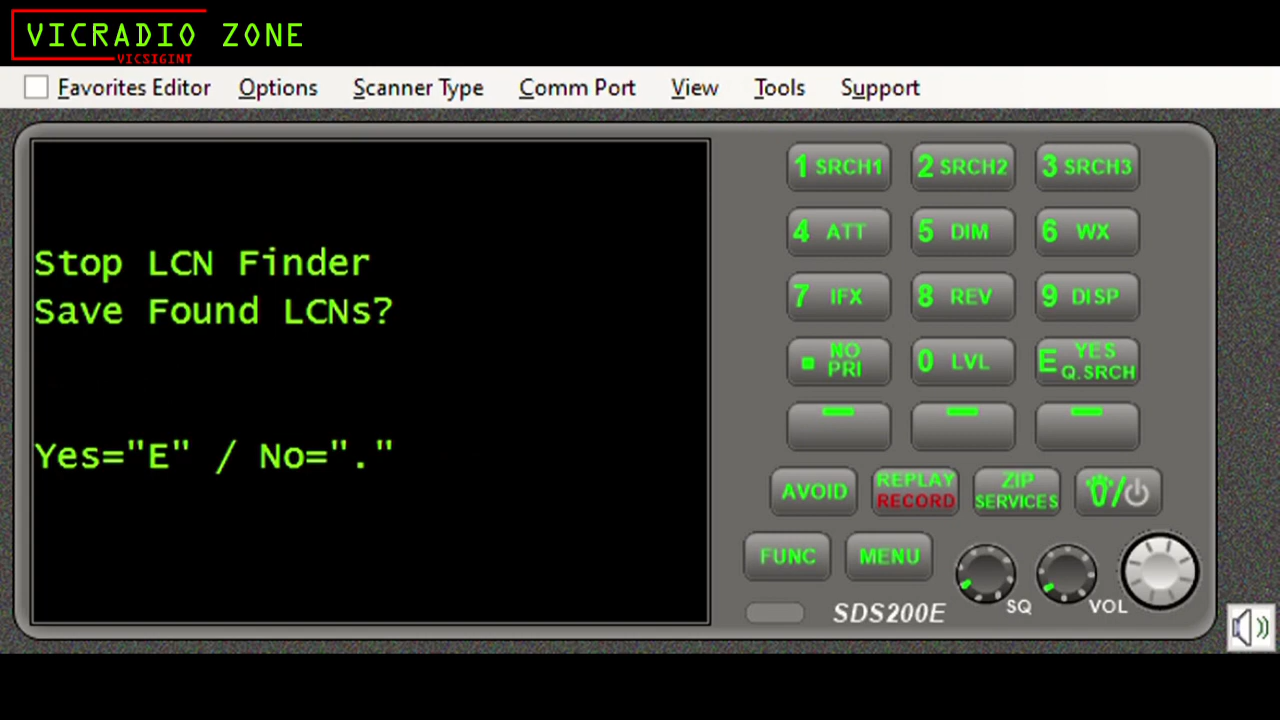 VICRADIO ZONE
VICSIGINT
Favorites Editor Options Scanner Type Comm Port View Tools Support
Stop LCN Finder
Save Found LCNs?
Yes="E" / No="."
1 SRCH1 2 SRCH2 3 SRCH3
4 ATT 5 DIM 6 WX
7 IFX 8 REV 9 DISP
. NO PRI 0 LVL E YES Q.SRCH
AVOID REPLAY RECORD ZIP SERVICES
FUNC MENU
SQ VOL
SDS200E